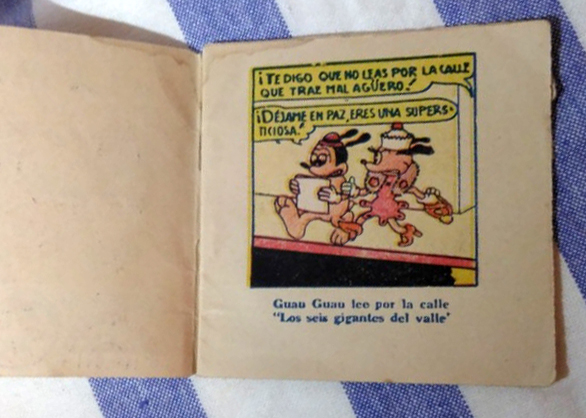 ¡TE DIGO QUE NO LEAS POR LA CALLE
QUE TRAE MAL AGÜERO!
¡DÉJAME EN PAZ, ERES UNA SUPERS-
TICIOSA!
Guau Guau lee por la calle
"Los seis gigantes del valle"